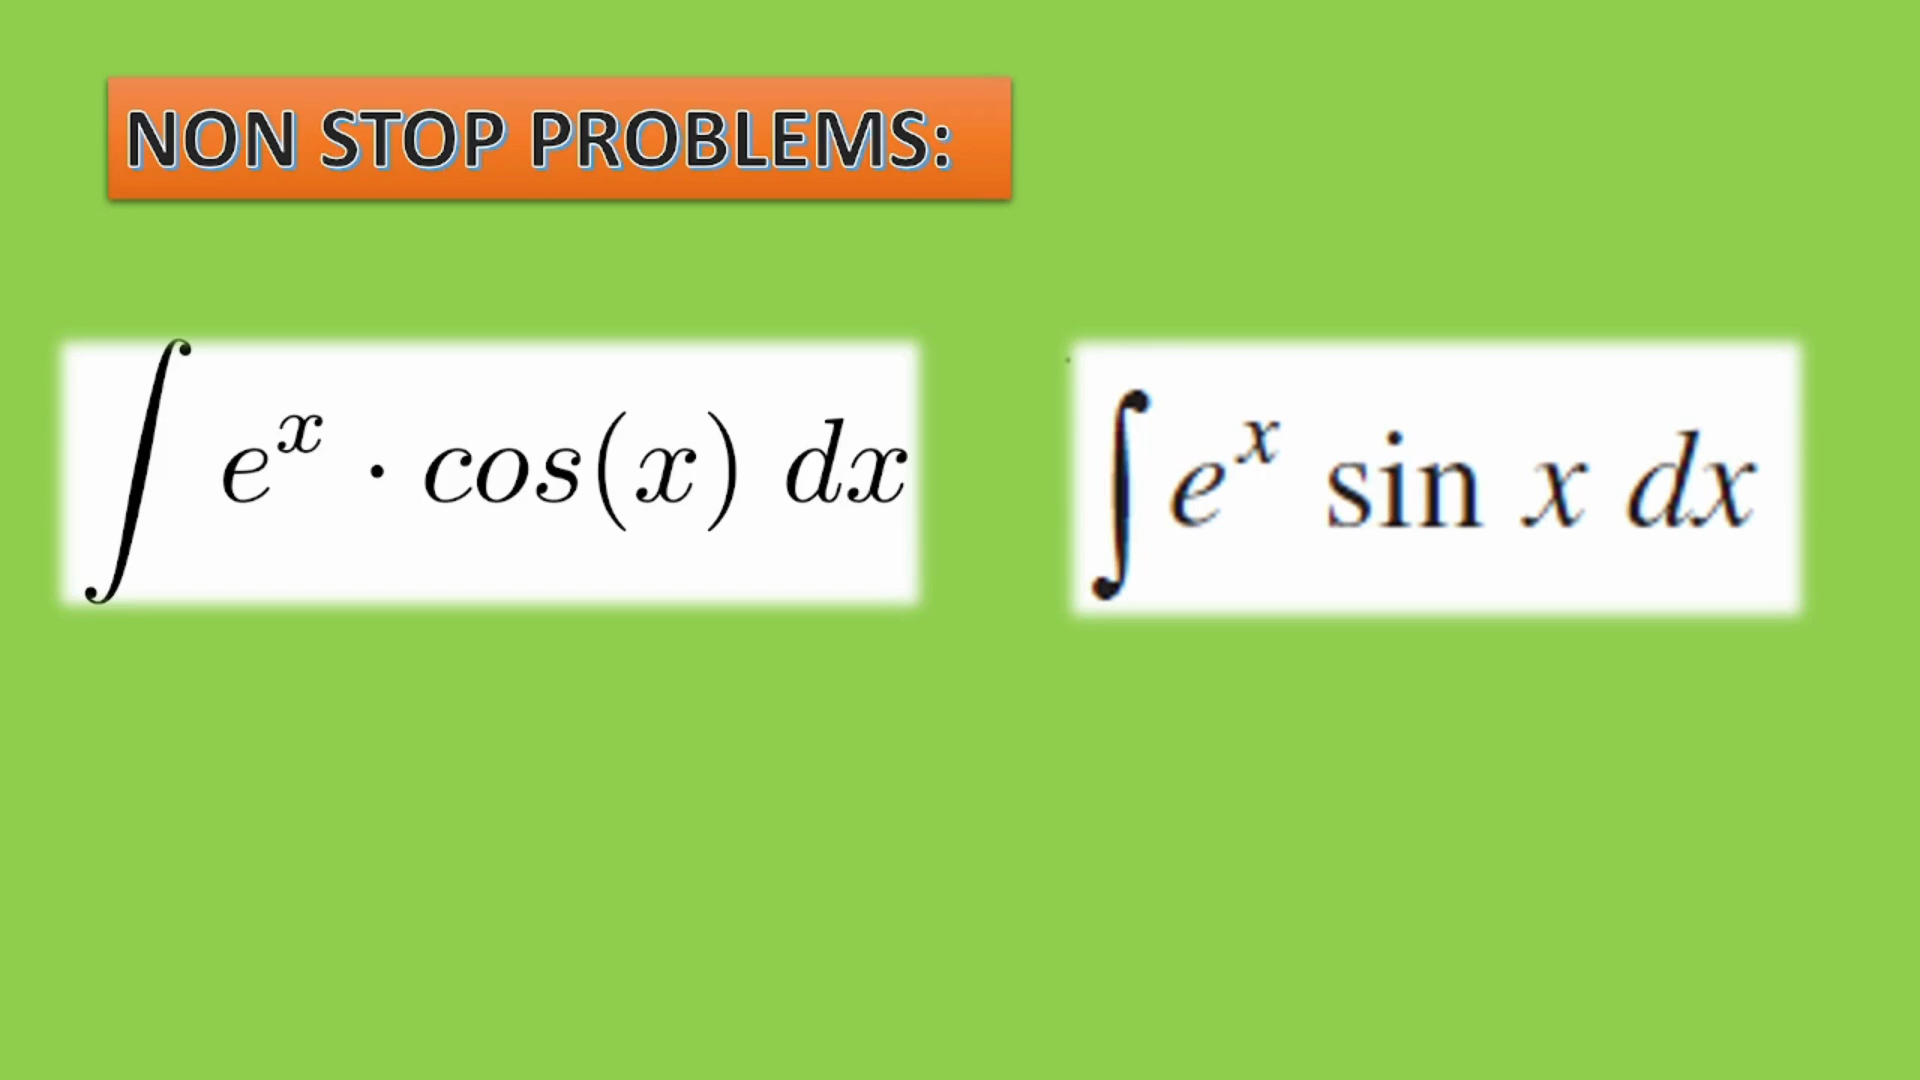 NON STOP PROBLEMS:
∫ e^x · cos(x) dx
∫ e^x sin x dx